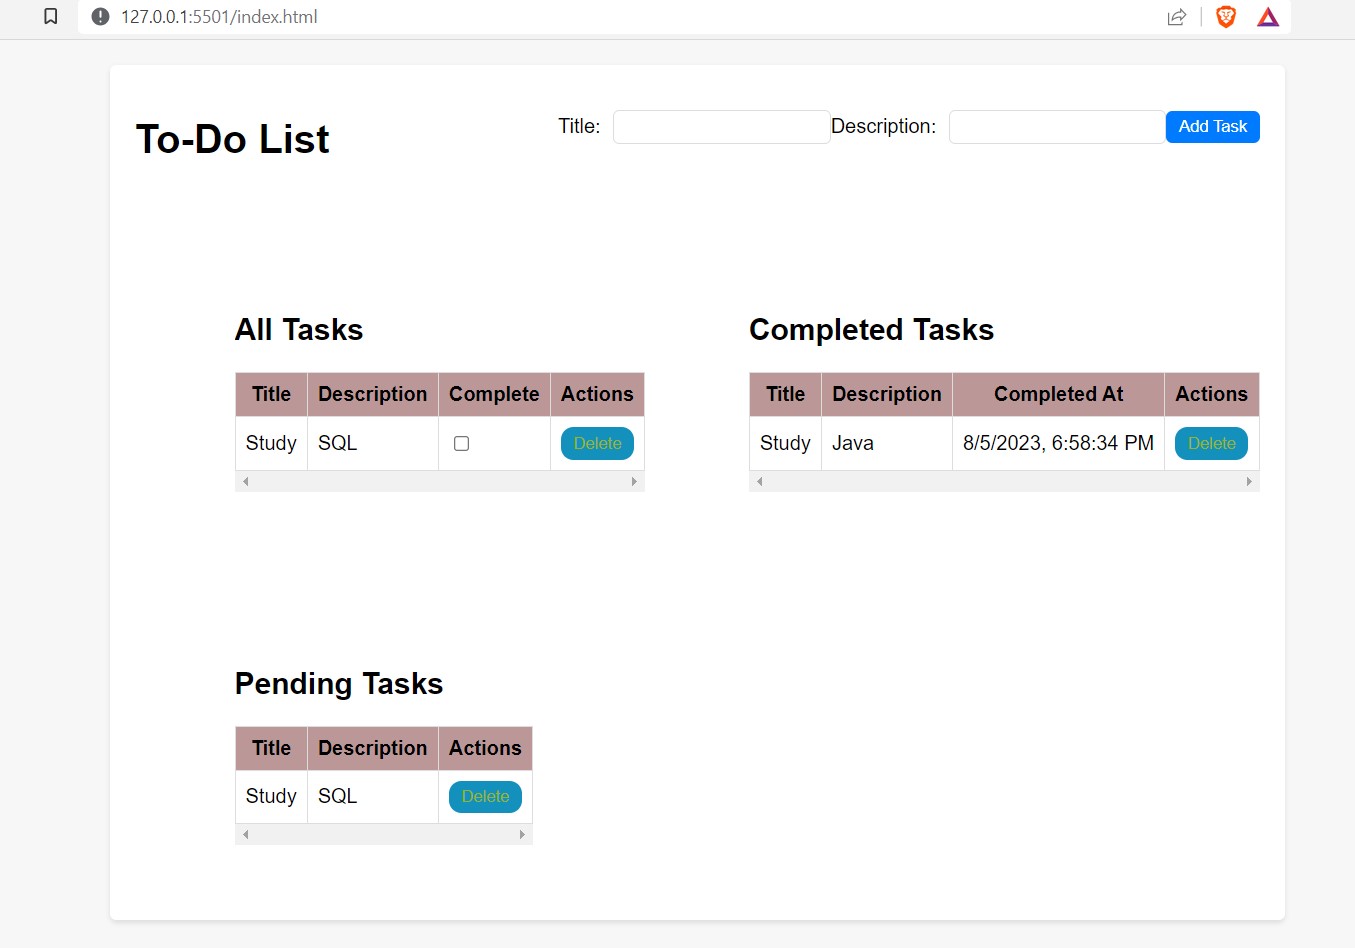 127.0.0.1:5501/index.html
To-Do List
Title: Description: Add Task
All Tasks
Title Description Complete Actions
Study SQL Delete
Completed Tasks
Title Description Completed At Actions
Study Java 8/5/2023, 6:58:34 PM Delete
Pending Tasks
Title Description Actions
Study SQL Delete